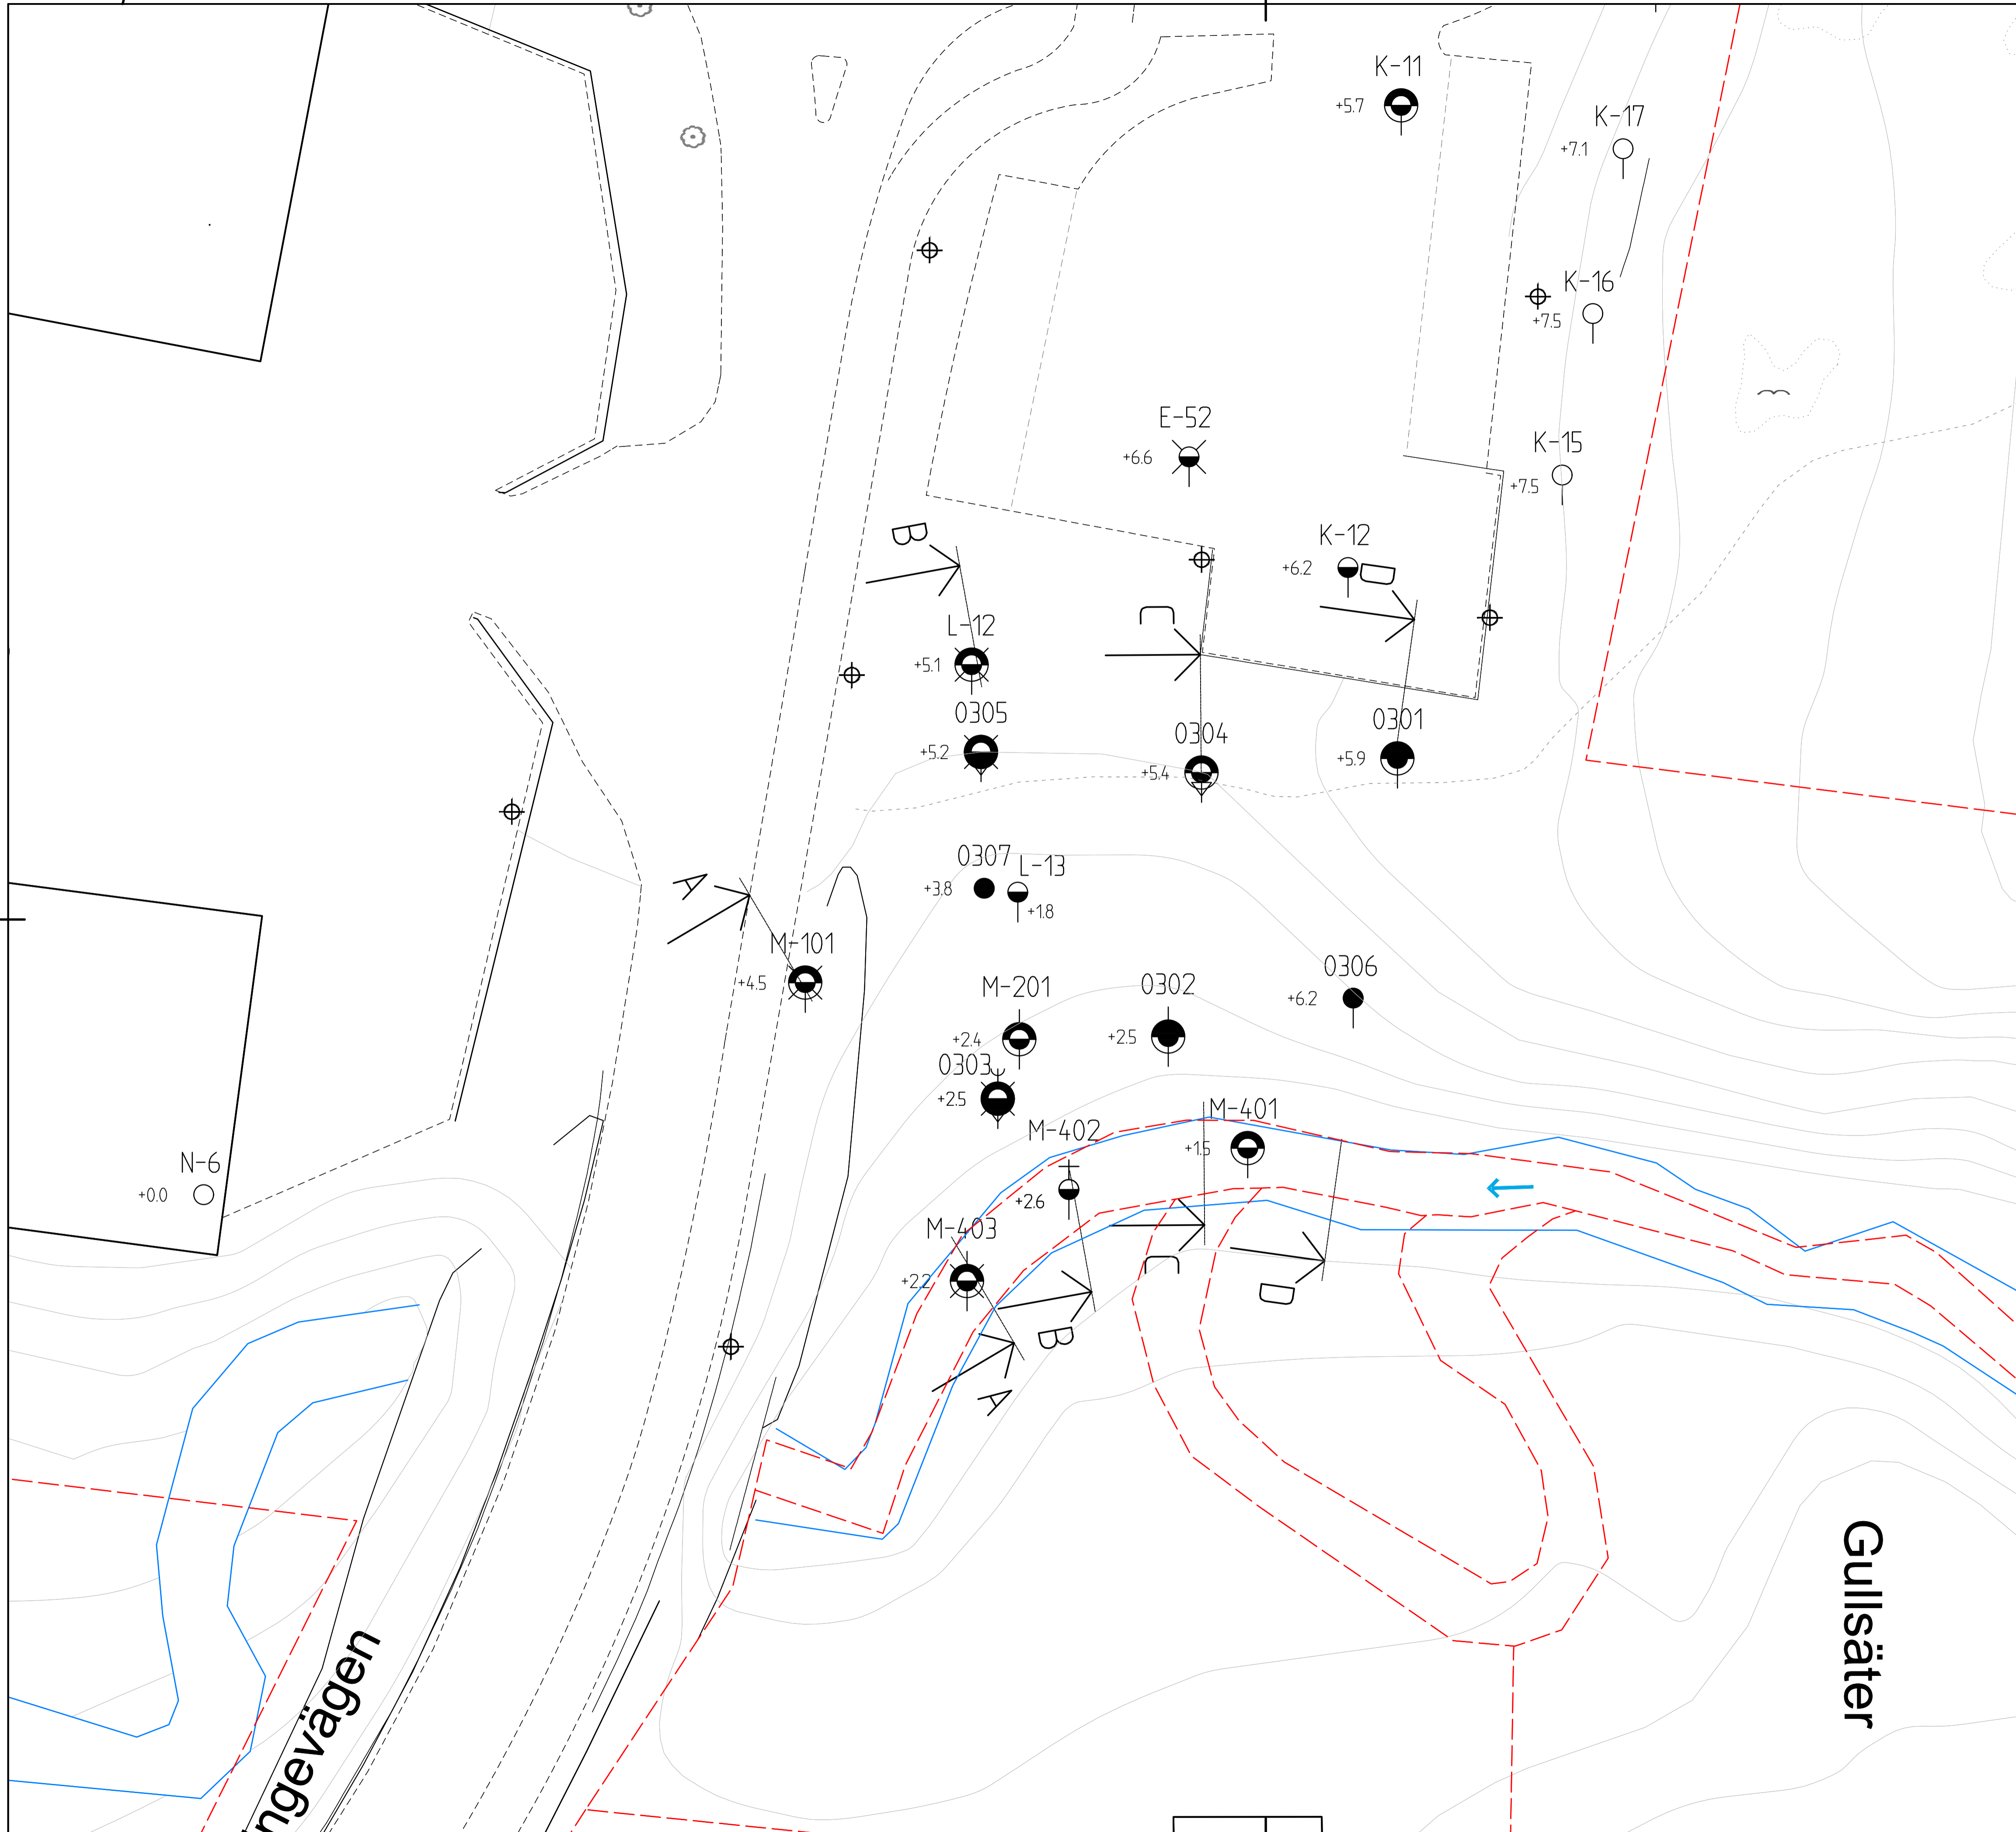 K-11
+5.7
K-17
+7.1
K-16
+7.5
E-52
+6.6
K-15
+7.5
B
K-12
+6.2
D
C
L-12
+5.1
0305
+5.2
0304
+5.4
0301
+5.9
0307
+3.8
L-13
+1.8
A
M-101
+4.5
0306
+6.2
M-201
+2.4
0302
+2.5
0303
+2.5
M-401
+1.5
M-402
+2.6
N-6
+0.0
M-403
+2.2
C
D
B
A
Gullsäter
ngevägen